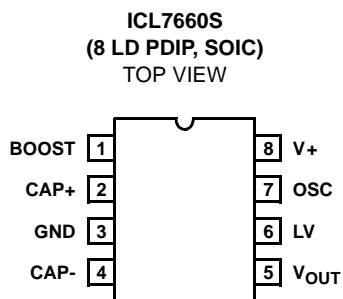 ICL7660S
(8 LD PDIP, SOIC)
TOP VIEW
BOOST 1 8 V+
CAP+ 2 7 OSC
GND 3 6 LV
CAP- 4 5 VOUT